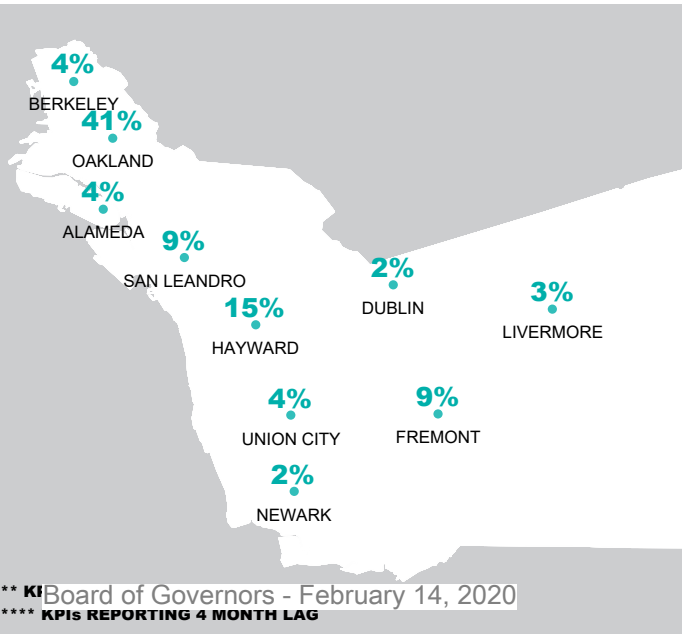 4%
BERKELEY
41%
OAKLAND
4%
ALAMEDA
9%
SAN LEANDRO
2%
DUBLIN
3%
LIVERMORE
15%
HAYWARD
4%
UNION CITY
9%
FREMONT
2%
NEWARK
**
Board of Governors - February 14, 2020
**** KPIs REPORTING 4 MONTH LAG